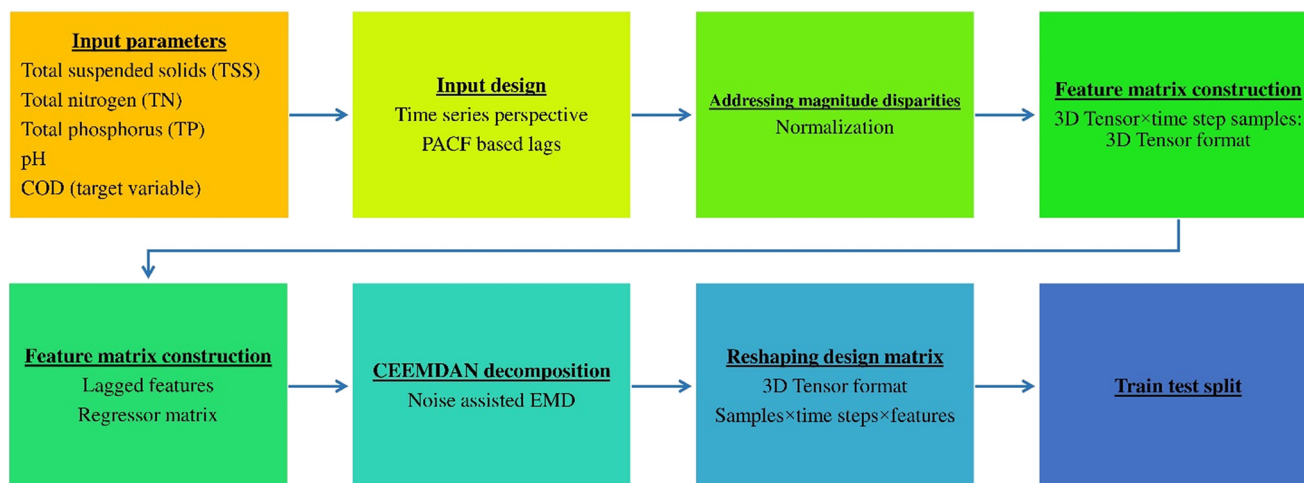 Input parameters
Total suspended solids (TSS)
Total nitrogen (TN)
Total phosphorus (TP)
pH
COD (target variable)
Input design
Time series perspective
PACF based lags
Addressing magnitude disparities
Normalization
Feature matrix construction
3D Tensor×time step samples:
3D Tensor format
Feature matrix construction
Lagged features
Regressor matrix
CEEMDAN decomposition
Noise assisted EMD
Reshaping design matrix
3D Tensor format
Samples×time steps×features
Train test split